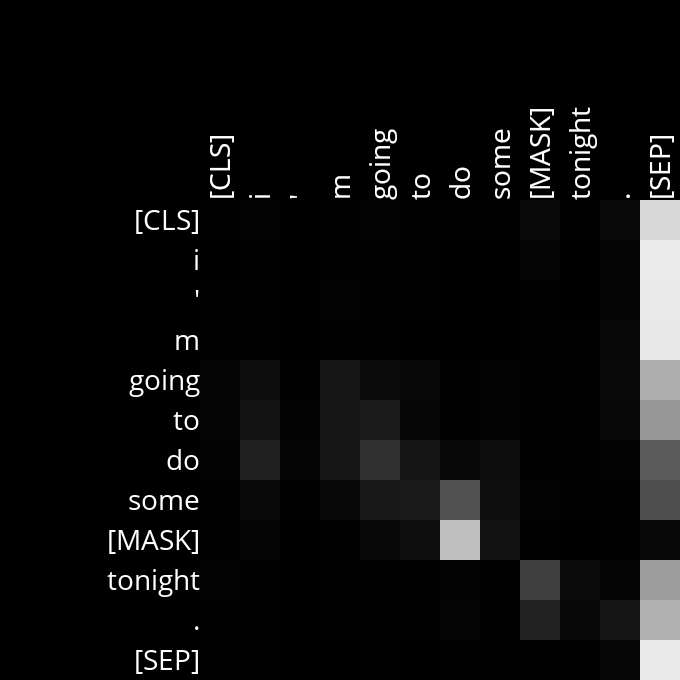 [CLS] i ' m going to do some [MASK] tonight . [SEP]
[CLS]
i
'
m
going
to
do
some
[MASK]
tonight
.
[SEP]